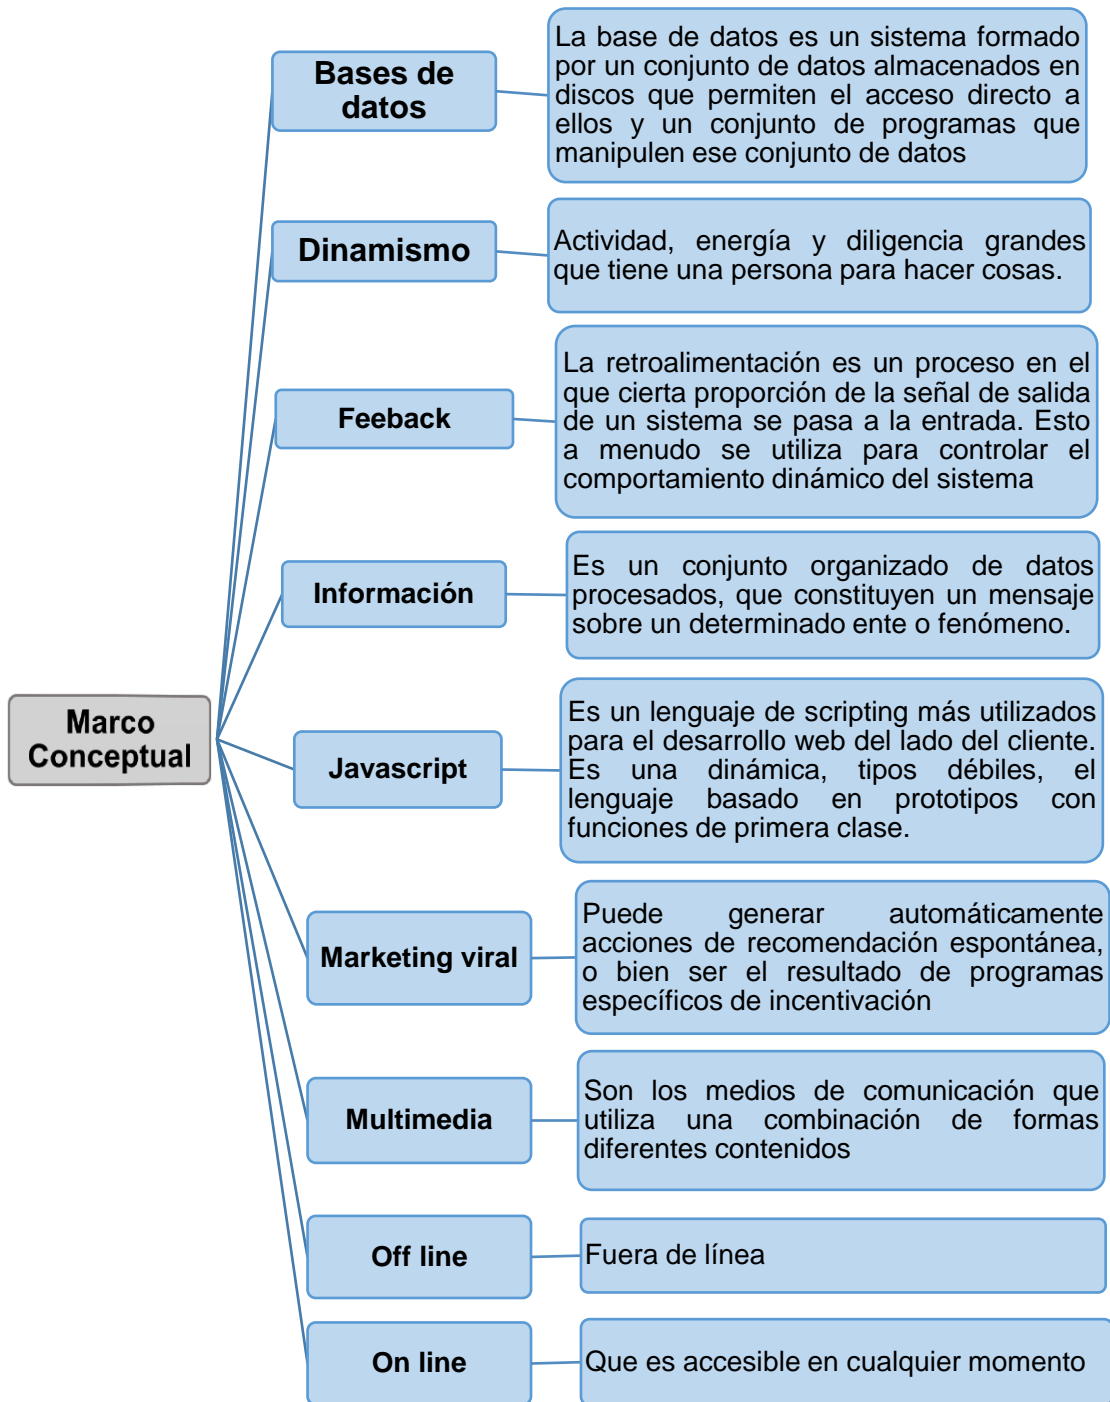 Bases de
datos
La base de datos es un sistema formado
por un conjunto de datos almacenados en
discos que permiten el acceso directo a
ellos y un conjunto de programas que
manipulen ese conjunto de datos
Dinamismo
Actividad, energía y diligencia grandes
que tiene una persona para hacer cosas.
Feeback
La retroalimentación es un proceso en el
que cierta proporción de la señal de salida
de un sistema se pasa a la entrada. Esto
a menudo se utiliza para controlar el
comportamiento dinámico del sistema
Información
Es un conjunto organizado de datos
procesados, que constituyen un mensaje
sobre un determinado ente o fenómeno.
Marco
Conceptual
Javascript
Es un lenguaje de scripting más utilizados
para el desarrollo web del lado del cliente.
Es una dinámica, tipos débiles, el
lenguaje basado en prototipos con
funciones de primera clase.
Marketing viral
Puede generar automáticamente
acciones de recomendación espontánea,
o bien ser el resultado de programas
específicos de incentivación
Multimedia
Son los medios de comunicación que
utiliza una combinación de formas
diferentes contenidos
Off line
Fuera de línea
On line
Que es accesible en cualquier momento